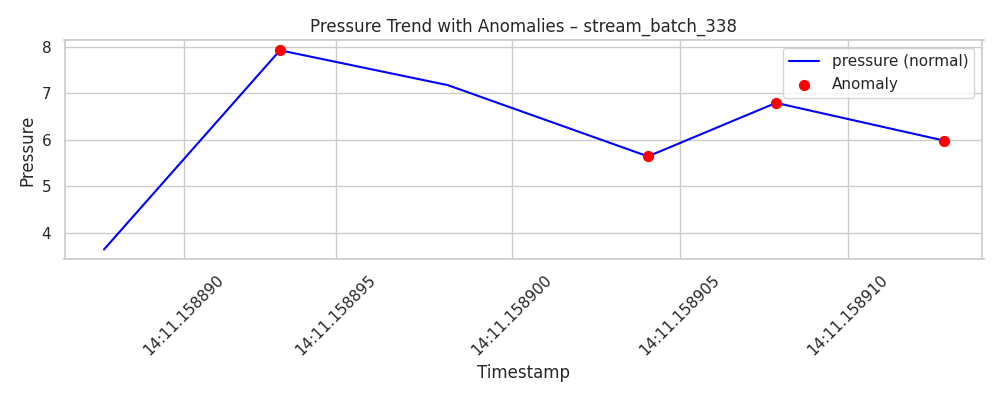 Pressure Trend with Anomalies – stream_batch_338
pressure (normal)
Anomaly
Pressure
8
7
6
5
4
14:11.158890
14:11.158895
14:11.158900
14:11.158905
14:11.158910
Timestamp